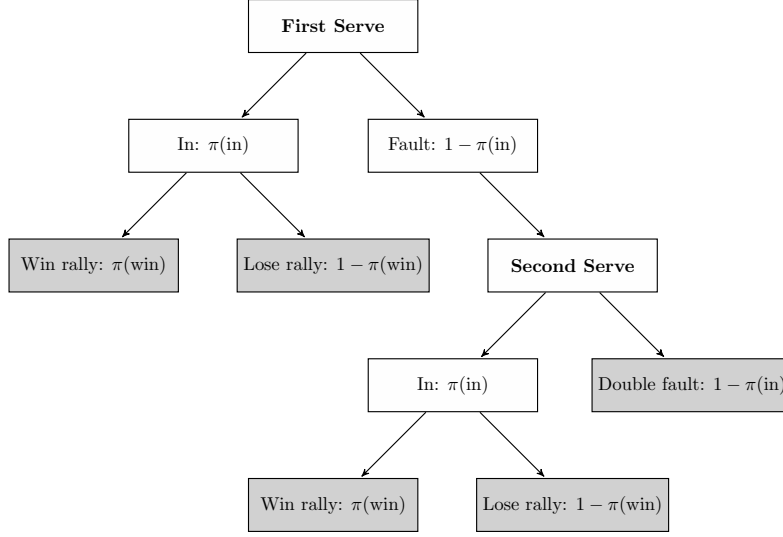 First Serve
In: π(in)
Fault: 1 − π(in)
Win rally: π(win)
Lose rally: 1 − π(win)
Second Serve
In: π(in)
Double fault: 1 − π(in)
Win rally: π(win)
Lose rally: 1 − π(win)